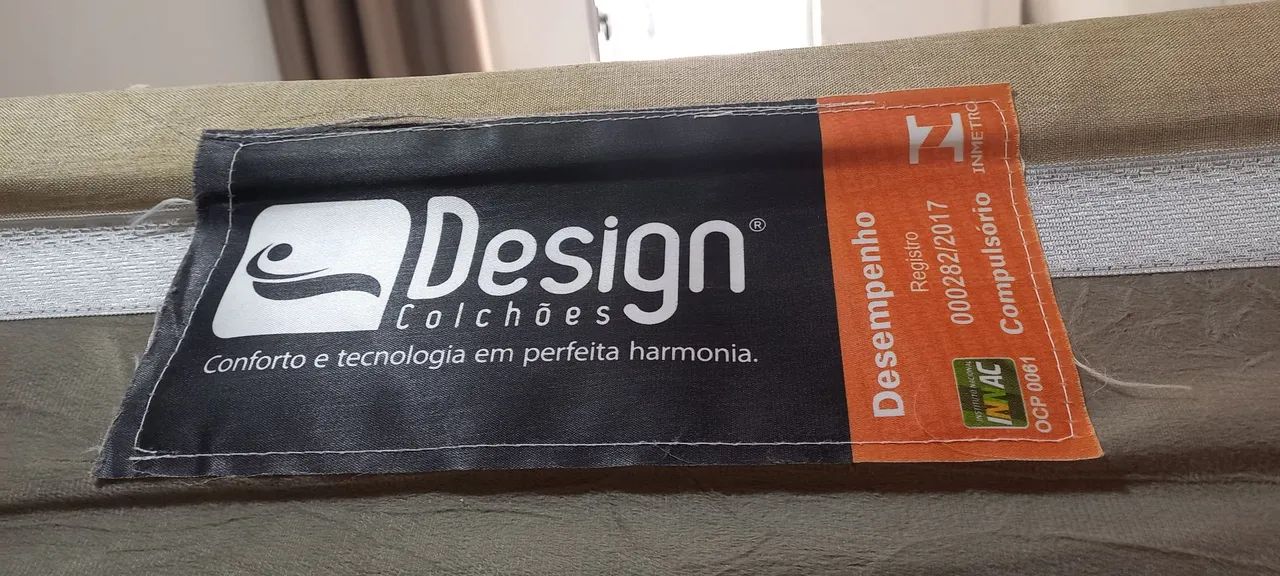 Design®
Colchões
Conforto e tecnologia em perfeita harmonia.
Desempenho
Registro
000282/2017
Compulsório
INMETRO
INSTITUTO NACIONAL
INNAC
OCP 0061